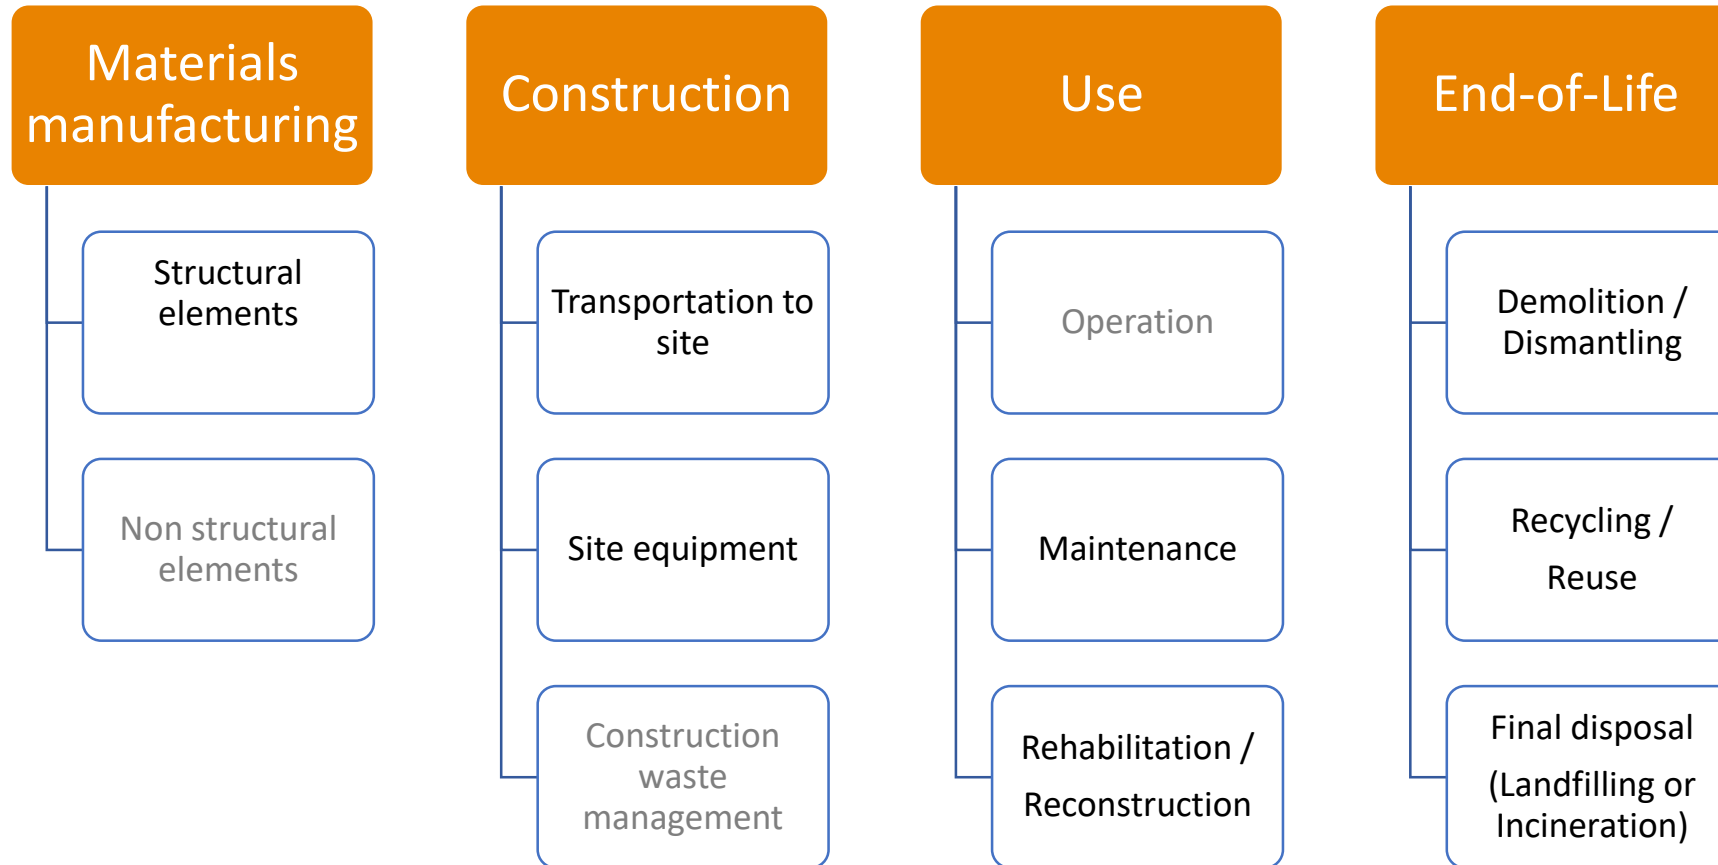 Materials
manufacturing
Structural
elements
Non structural
elements
Construction
Transportation to
site
Site equipment
Construction
waste
management
Use
Operation
Maintenance
Rehabilitation /
Reconstruction
End-of-Life
Demolition /
Dismantling
Recycling /
Reuse
Final disposal
(Landfilling or
Incineration)